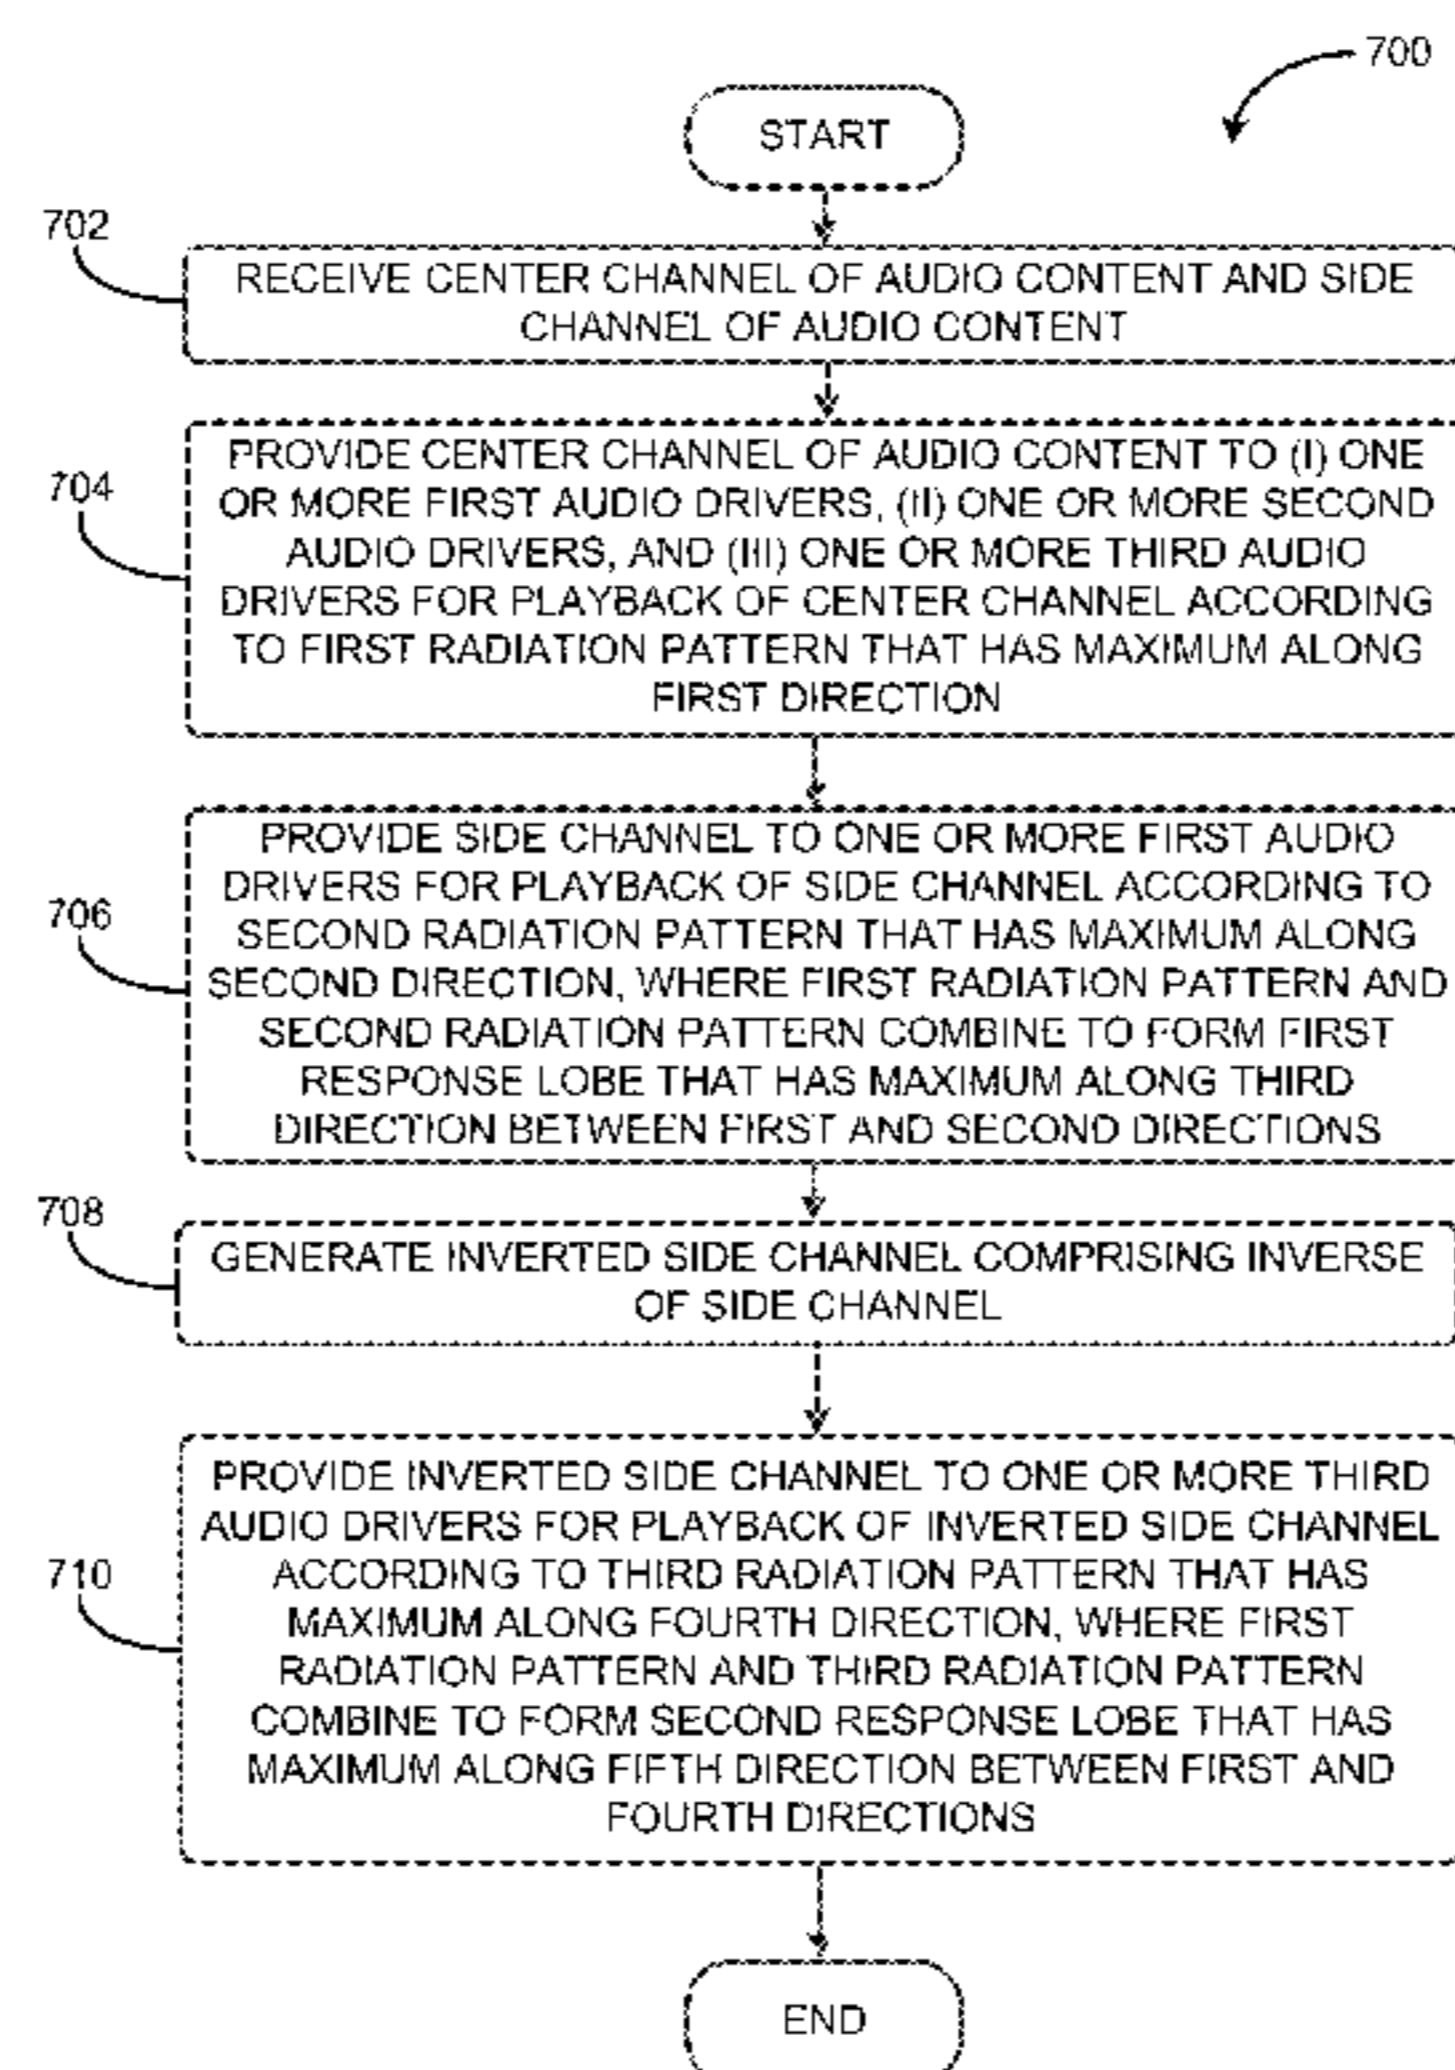 700
START
702
RECEIVE CENTER CHANNEL OF AUDIO CONTENT AND SIDE
CHANNEL OF AUDIO CONTENT
704
PROVIDE CENTER CHANNEL OF AUDIO CONTENT TO (I) ONE
OR MORE FIRST AUDIO DRIVERS, (II) ONE OR MORE SECOND
AUDIO DRIVERS, AND (III) ONE OR MORE THIRD AUDIO
DRIVERS FOR PLAYBACK OF CENTER CHANNEL ACCORDING
TO FIRST RADIATION PATTERN THAT HAS MAXIMUM ALONG
FIRST DIRECTION
706
PROVIDE SIDE CHANNEL TO ONE OR MORE FIRST AUDIO
DRIVERS FOR PLAYBACK OF SIDE CHANNEL ACCORDING TO
SECOND RADIATION PATTERN THAT HAS MAXIMUM ALONG
SECOND DIRECTION, WHERE FIRST RADIATION PATTERN AND
SECOND RADIATION PATTERN COMBINE TO FORM FIRST
RESPONSE LOBE THAT HAS MAXIMUM ALONG THIRD
DIRECTION BETWEEN FIRST AND SECOND DIRECTIONS
708
GENERATE INVERTED SIDE CHANNEL COMPRISING INVERSE
OF SIDE CHANNEL
710
PROVIDE INVERTED SIDE CHANNEL TO ONE OR MORE THIRD
AUDIO DRIVERS FOR PLAYBACK OF INVERTED SIDE CHANNEL
ACCORDING TO THIRD RADIATION PATTERN THAT HAS
MAXIMUM ALONG FOURTH DIRECTION, WHERE FIRST
RADIATION PATTERN AND THIRD RADIATION PATTERN
COMBINE TO FORM SECOND RESPONSE LOBE THAT HAS
MAXIMUM ALONG FIFTH DIRECTION BETWEEN FIRST AND
FOURTH DIRECTIONS
END